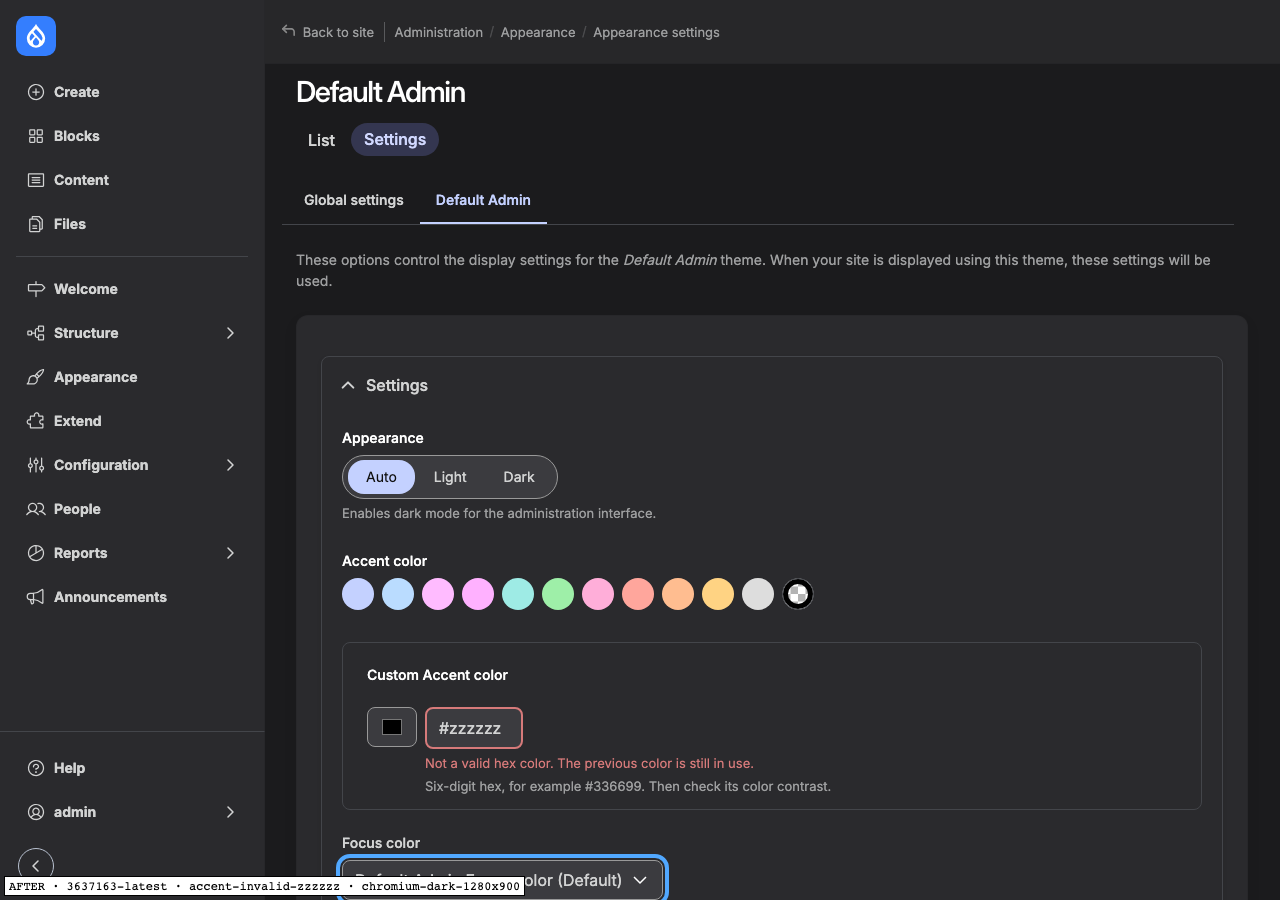 Back to site
Administration / Appearance / Appearance settings
Create
Blocks
Content
Files
Welcome
Structure
Appearance
Extend
Configuration
People
Reports
Announcements
Help
admin
Default Admin
List Settings
Global settings Default Admin
These options control the display settings for the Default Admin theme. When your site is displayed using this theme, these settings will be
used.
Settings
Appearance
Auto Light Dark
Enables dark mode for the administration interface.
Accent color
Custom Accent color
#zzzzzz
Not a valid hex color. The previous color is still in use.
Six-digit hex, for example #336699. Then check its color contrast.
Focus color
Default Admin Focus color (Default)
AFTER · 3637163-latest · accent-invalid-zzzzzz · chromium-dark-1280x900